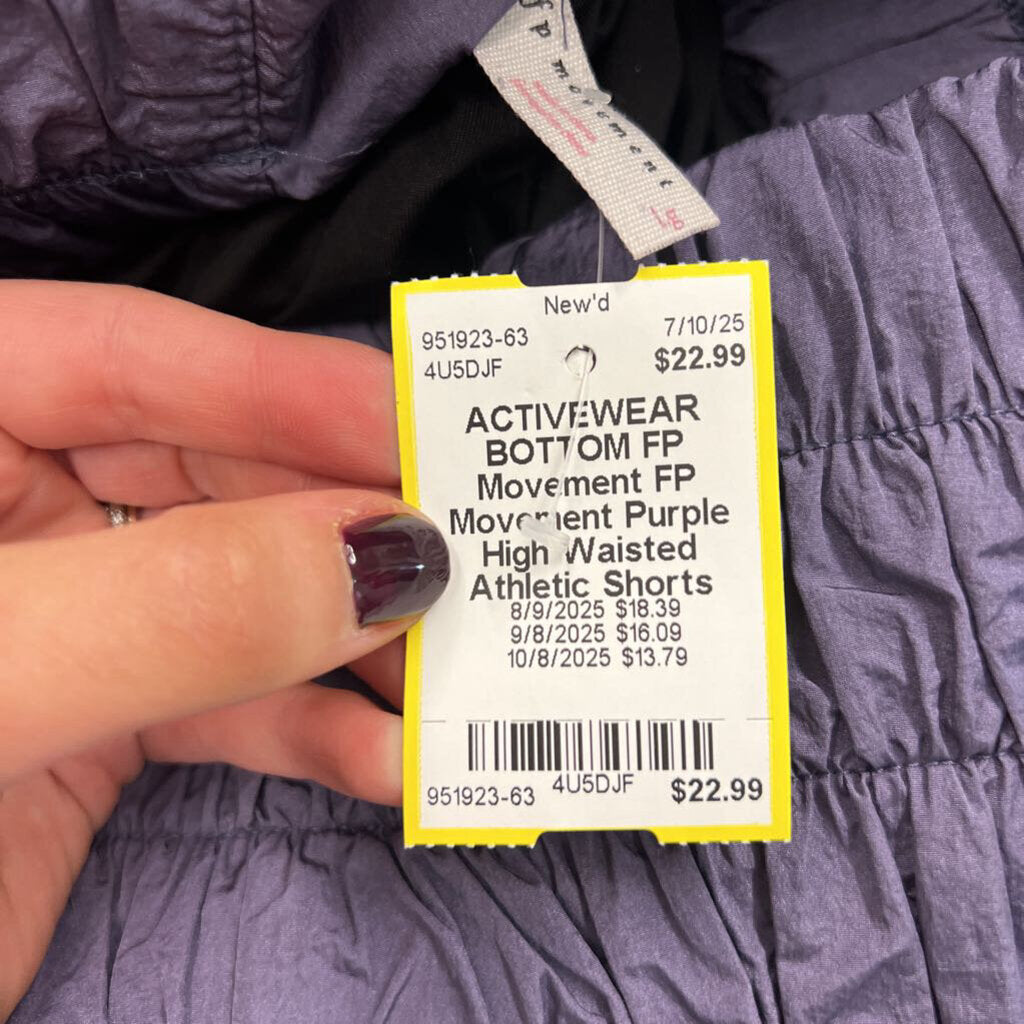 fp movement
Lg
New'd
951923-63
7/10/25
4U5DJF
$22.99
ACTIVEWEAR
BOTTOM FP
Movement FP
Movement Purple
High Waisted
Athletic Shorts
8/9/2025 $18.39
9/8/2025 $16.09
10/8/2025 $13.79
951923-63 4U5DJF $22.99